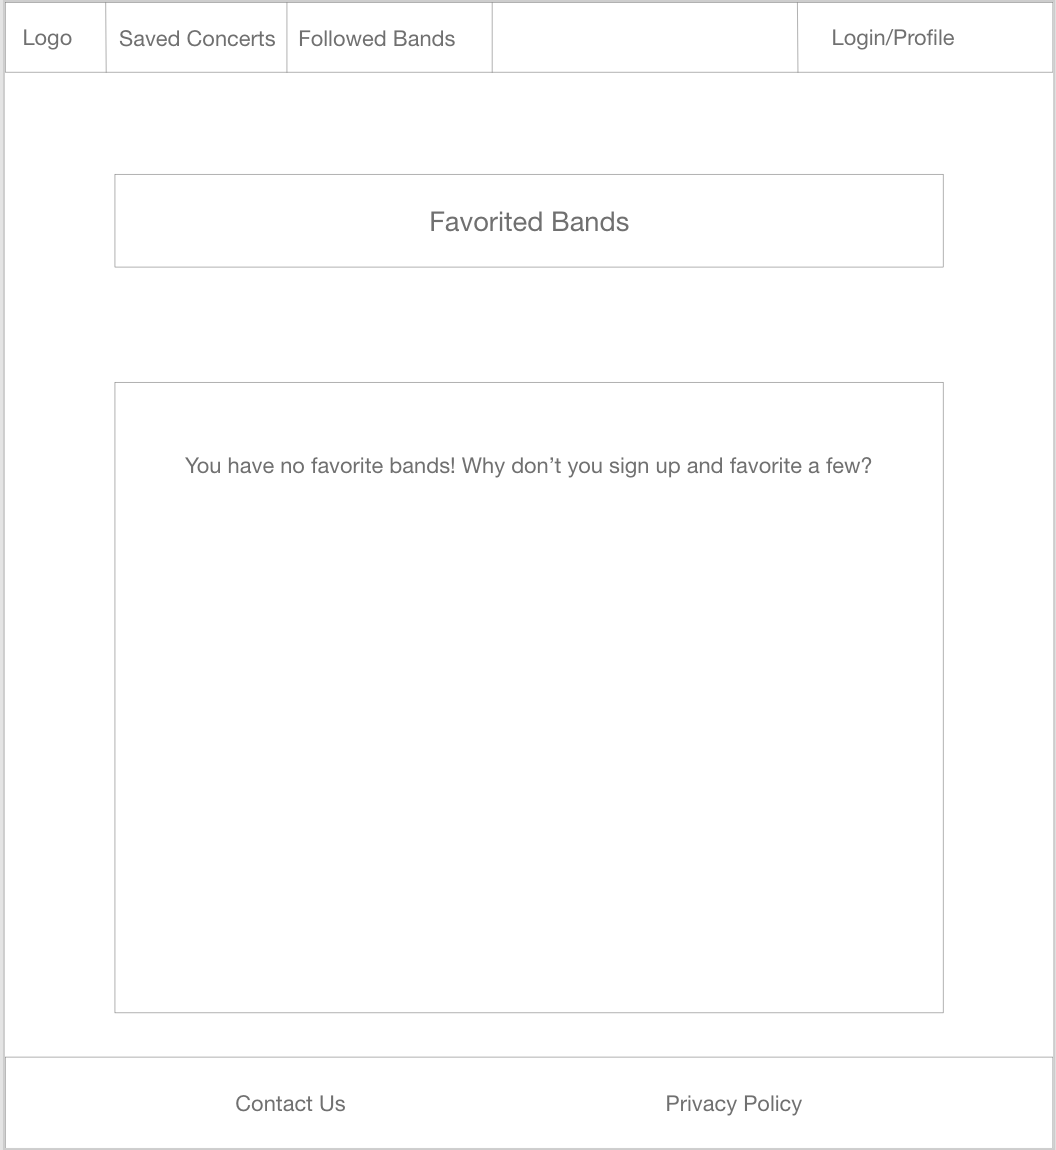 Logo
Saved Concerts
Followed Bands
Login/Profile
Favorited Bands
You have no favorite bands! Why don’t you sign up and favorite a few?
Contact Us
Privacy Policy